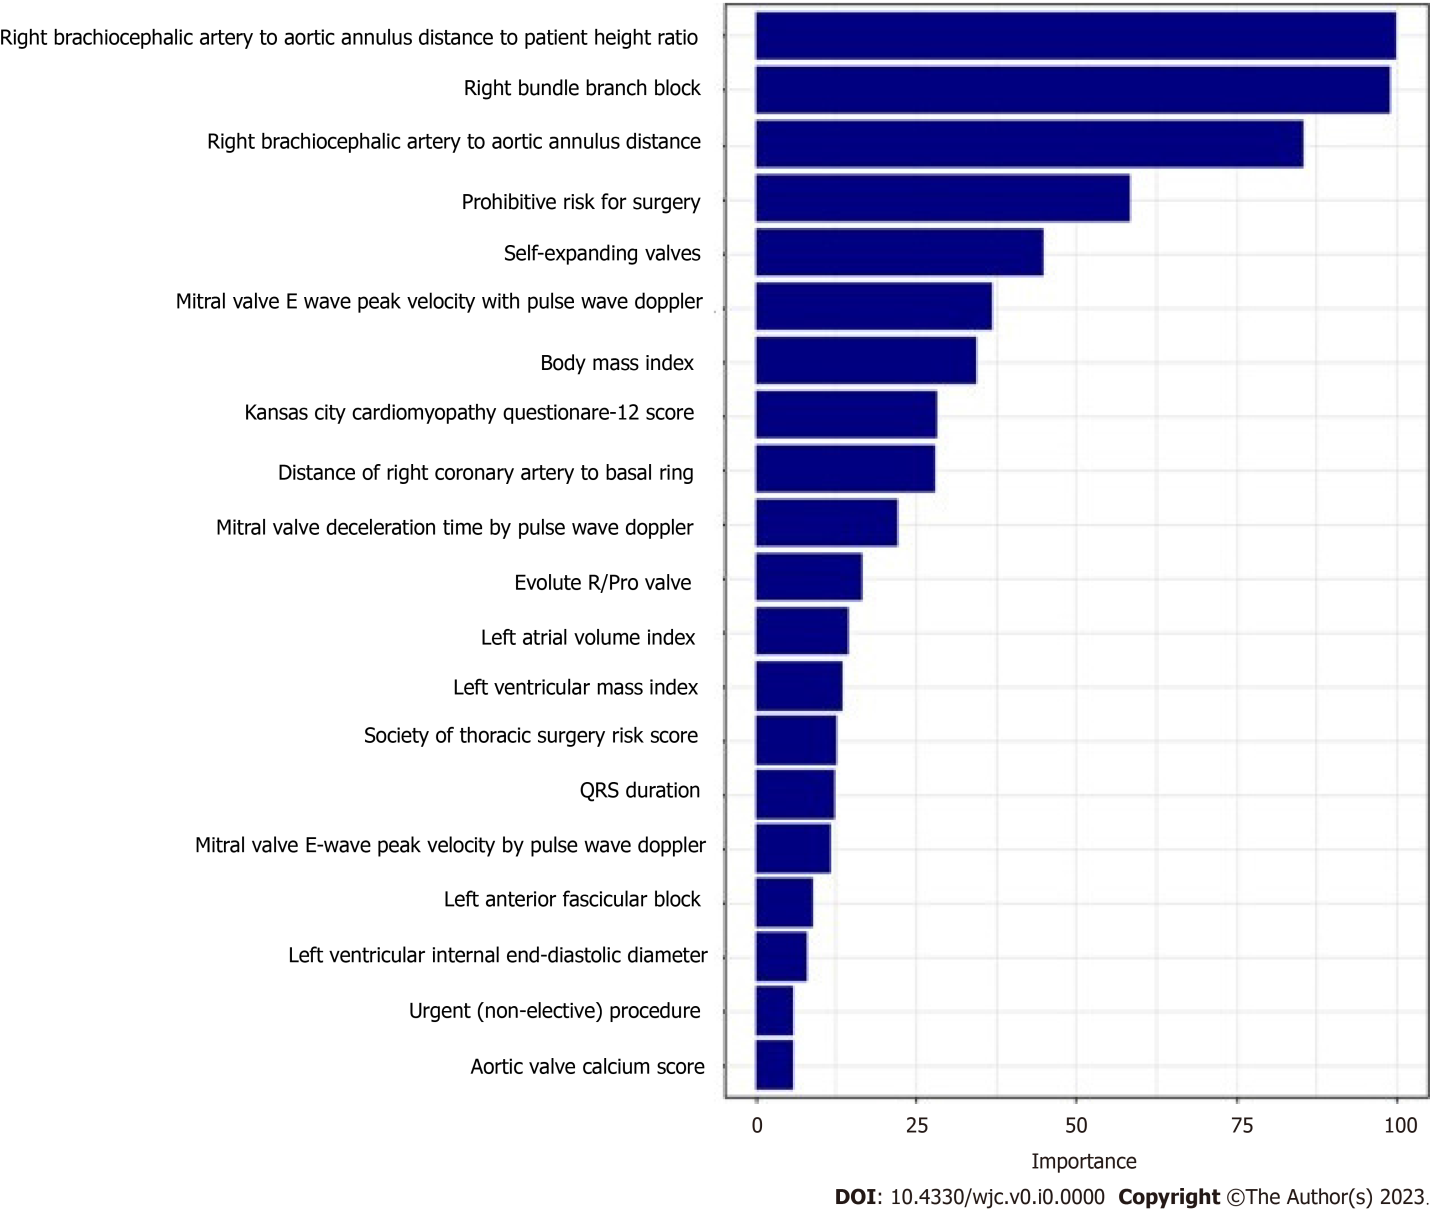 Right brachiocephalic artery to aortic annulus distance to patient height ratio
Right bundle branch block
Right brachiocephalic artery to aortic annulus distance
Prohibitive risk for surgery
Self-expanding valves
Mitral valve E wave peak velocity with pulse wave doppler
Body mass index
Kansas city cardiomyopathy questionare-12 score
Distance of right coronary artery to basal ring
Mitral valve deceleration time by pulse wave doppler
Evolute R/Pro valve
Left atrial volume index
Left ventricular mass index
Society of thoracic surgery risk score
QRS duration
Mitral valve E-wave peak velocity by pulse wave doppler
Left anterior fascicular block
Left ventricular internal end-diastolic diameter
Urgent (non-elective) procedure
Aortic valve calcium score
0 25 50 75 100
Importance
DOI: 10.4330/wjc.v0.i0.0000 Copyright ©The Author(s) 2023.